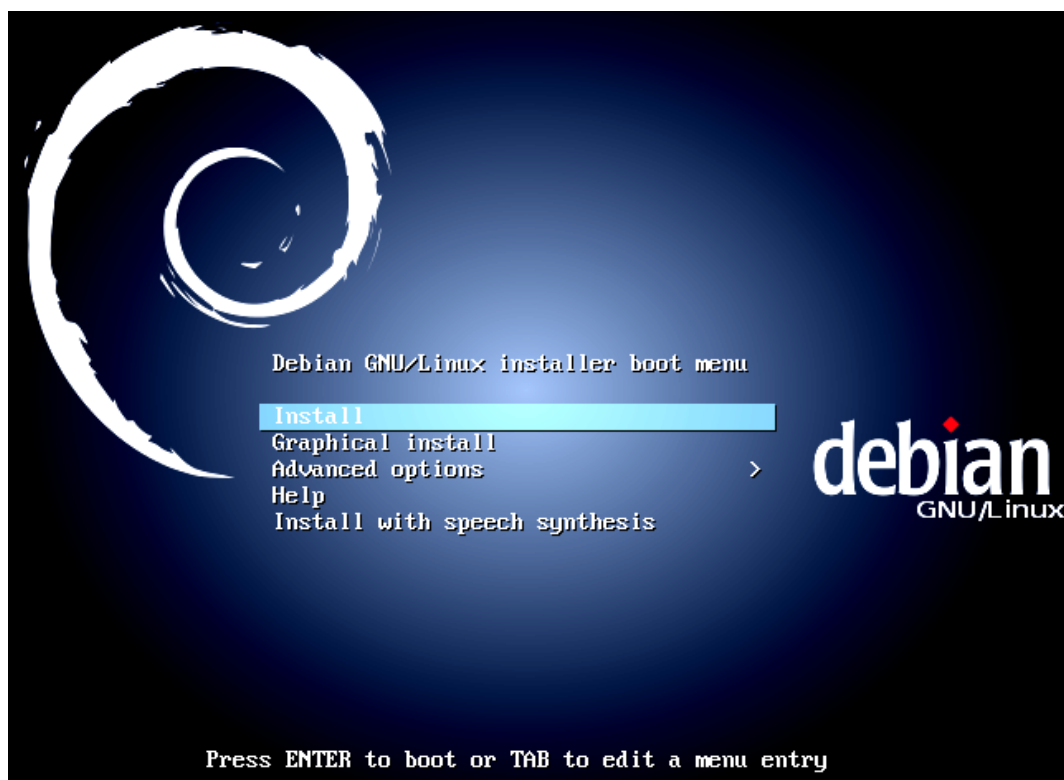 Debian GNU/Linux installer boot menu
Install
Graphical install
Advanced options >
Help
Install with speech synthesis
debian
GNU/Linux
Press ENTER to boot or TAB to edit a menu entry